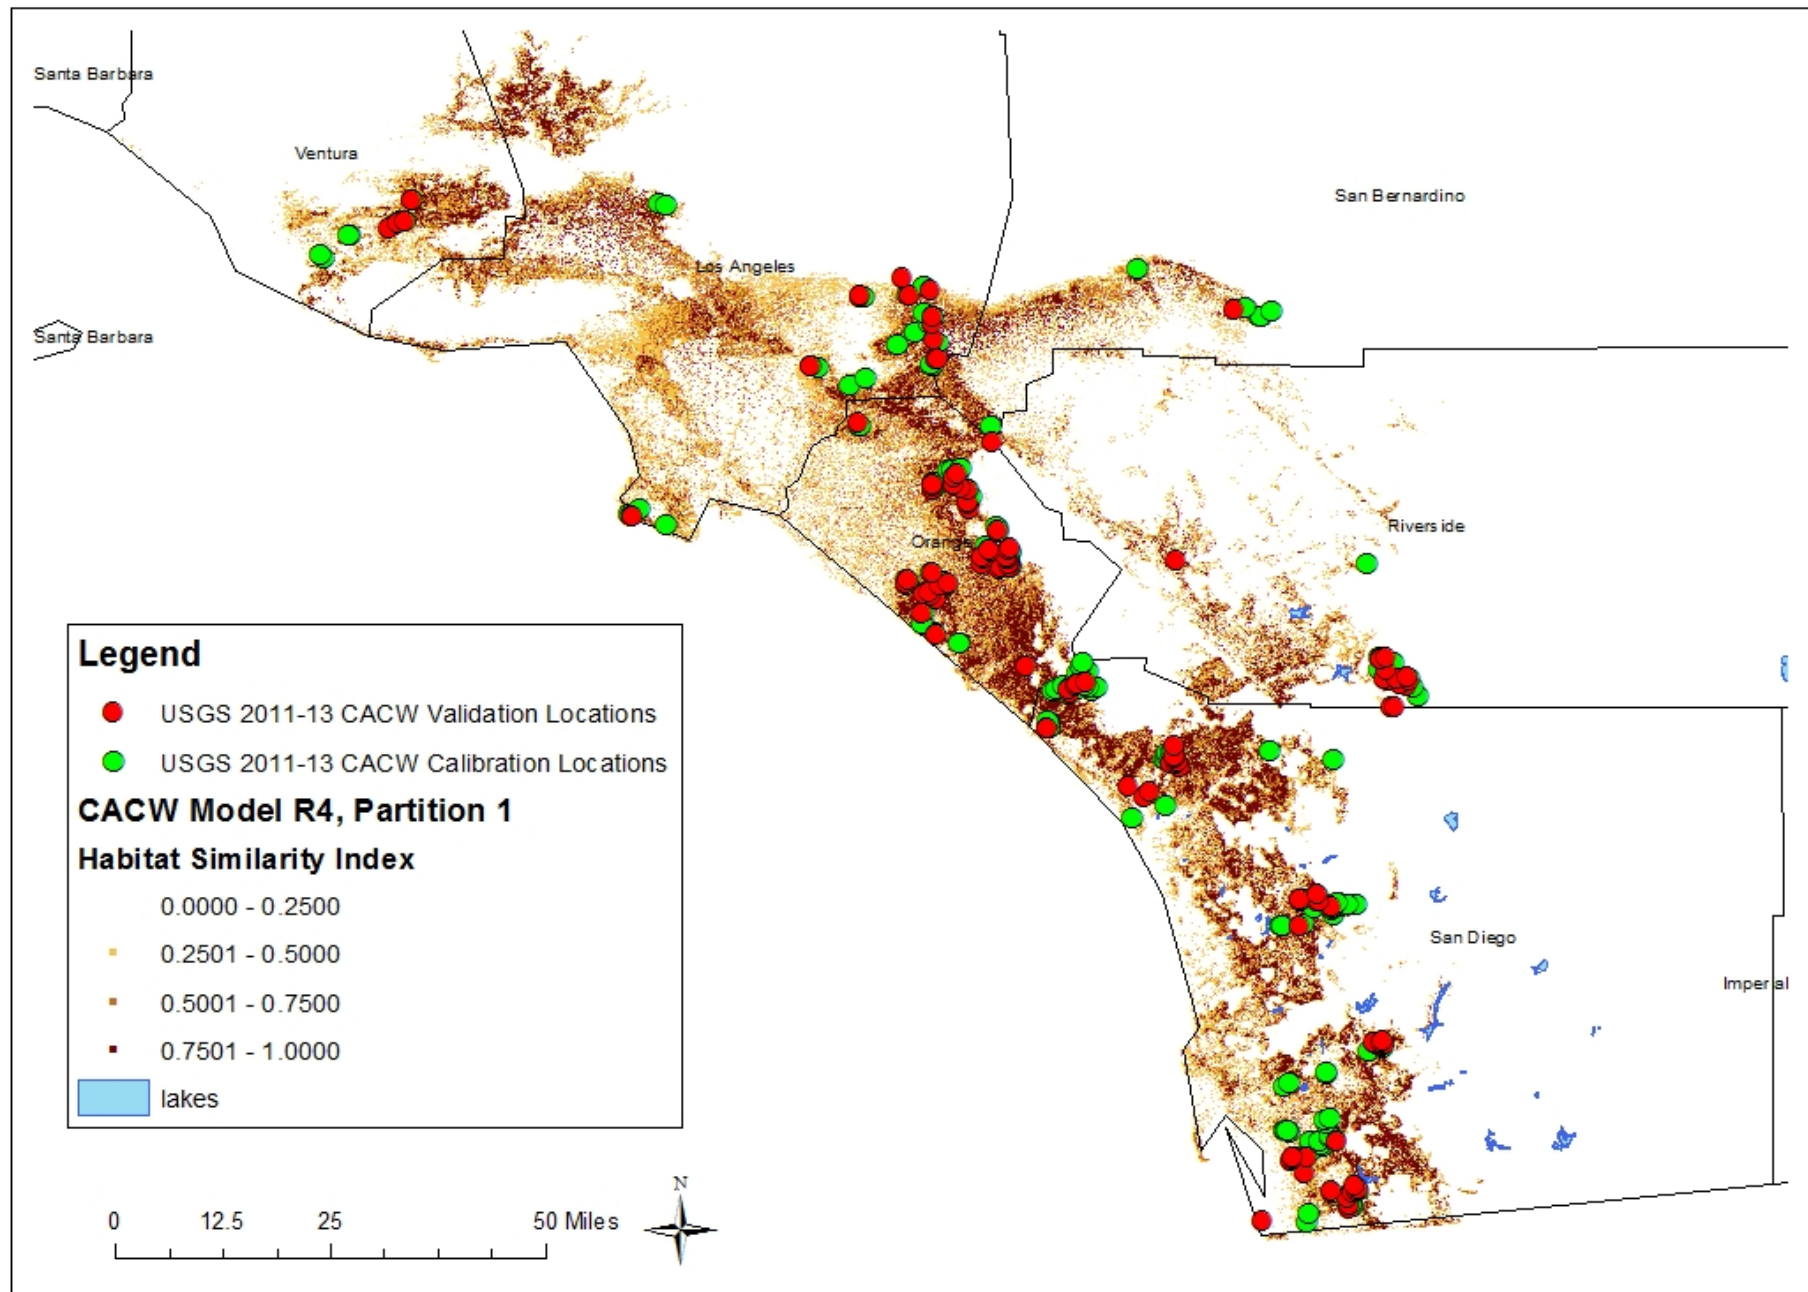 Santa Barbara
Ventura
San Bernardino
Los Angeles
Santa Barbara
Riverside
Orange
Legend
USGS 2011-13 CACW Validation Locations
USGS 2011-13 CACW Calibration Locations
CACW Model R4, Partition 1
Habitat Similarity Index
0.0000 - 0.2500
0.2501 - 0.5000
0.5001 - 0.7500
0.7501 - 1.0000
lakes
San Diego
Imperial
N
0 12.5 25 50 Miles